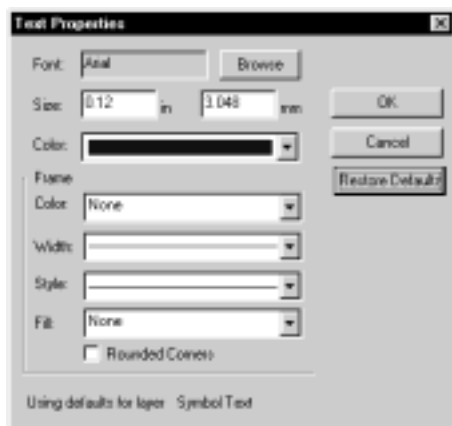 Text Properties
Font: Arial Browse
Size: 0.12 in 3.048 mm OK
Color: Cancel
Restore Defaults
Frame
Color: None
Width:
Style:
Fill: None
Rounded Corners
Using defaults for layer Symbol Text